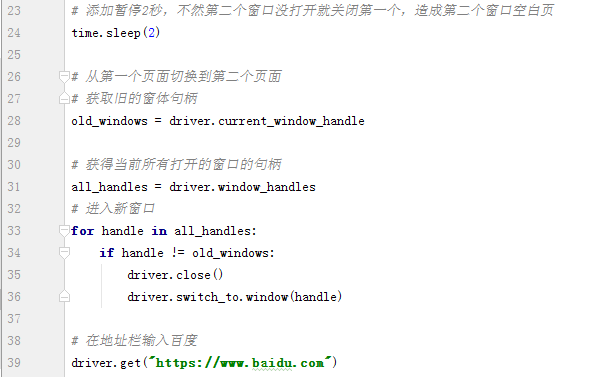 23 # 添加暂停2秒，不然第二个窗口没打开就关闭第一个，造成第二个窗口空白页
24 time.sleep(2)
25
26 # 从第一个页面切换到第二个页面
27 # 获取旧的窗体句柄
28 old_windows = driver.current_window_handle
29
30 # 获得当前所有打开的窗口的句柄
31 all_handles = driver.window_handles
32 # 进入新窗口
33 for handle in all_handles:
34     if handle != old_windows:
35         driver.close()
36         driver.switch_to.window(handle)
37
38 # 在地址栏输入百度
39 driver.get("https://www.baidu.com")